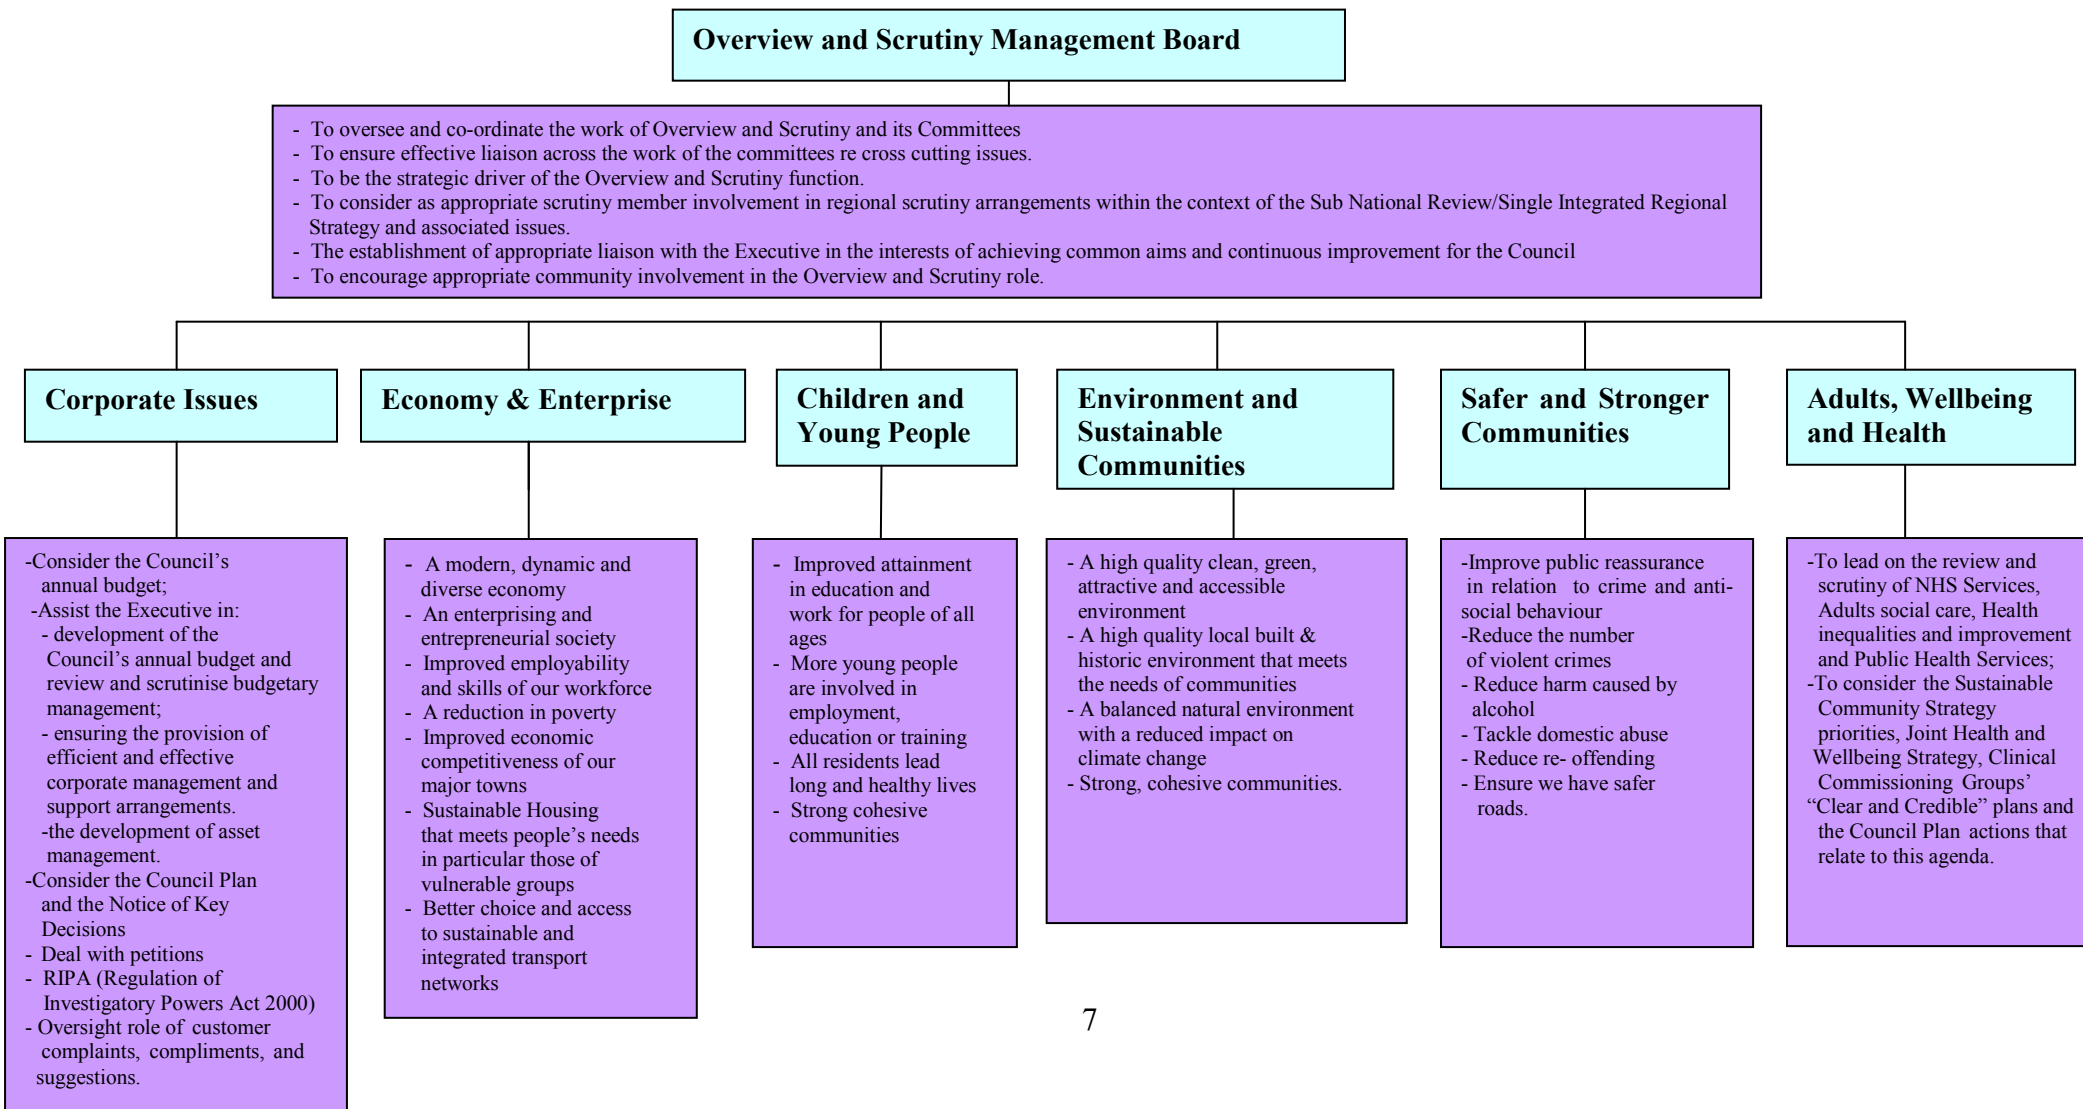 Overview and Scrutiny Management Board
- To oversee and co-ordinate the work of Overview and Scrutiny and its Committees
- To ensure effective liaison across the work of the committees re cross cutting issues.
- To be the strategic driver of the Overview and Scrutiny function.
- To consider as appropriate scrutiny member involvement in regional scrutiny arrangements within the context of the Sub National Review/Single Integrated Regional
Strategy and associated issues.
- The establishment of appropriate liaison with the Executive in the interests of achieving common aims and continuous improvement for the Council
- To encourage appropriate community involvement in the Overview and Scrutiny role.
Corporate Issues
-Consider the Council's
annual budget;
-Assist the Executive in:
- development of the
Council's annual budget and
review and scrutinise budgetary
management;
- ensuring the provision of
efficient and effective
corporate management and
support arrangements.
-the development of asset
management.
-Consider the Council Plan
and the Notice of Key
Decisions
- Deal with petitions
- RIPA (Regulation of
Investigatory Powers Act 2000)
- Oversight role of customer
complaints, compliments, and
suggestions.
Economy & Enterprise
- A modern, dynamic and
diverse economy
- An enterprising and
entrepreneurial society
- Improved employability
and skills of our workforce
- A reduction in poverty
- Improved economic
competitiveness of our
major towns
- Sustainable Housing
that meets people's needs
in particular those of
vulnerable groups
- Better choice and access
to sustainable and
integrated transport
networks
Children and
Young People
- Improved attainment
in education and
work for people of all
ages
- More young people
are involved in
employment,
education or training
- All residents lead
long and healthy lives
- Strong cohesive
communities
Environment and
Sustainable
Communities
- A high quality clean, green,
attractive and accessible
environment
- A high quality local built &
historic environment that meets
the needs of communities
- A balanced natural environment
with a reduced impact on
climate change
- Strong, cohesive communities.
Safer and Stronger
Communities
-Improve public reassurance
in relation to crime and anti-
social behaviour
-Reduce the number
of violent crimes
- Reduce harm caused by
alcohol
- Tackle domestic abuse
- Reduce re- offending
- Ensure we have safer
roads.
Adults, Wellbeing
and Health
-To lead on the review and
scrutiny of NHS Services,
Adults social care, Health
inequalities and improvement
and Public Health Services;
-To consider the Sustainable
Community Strategy
priorities, Joint Health and
Wellbeing Strategy, Clinical
Commissioning Groups'
"Clear and Credible" plans and
the Council Plan actions that
relate to this agenda.
7